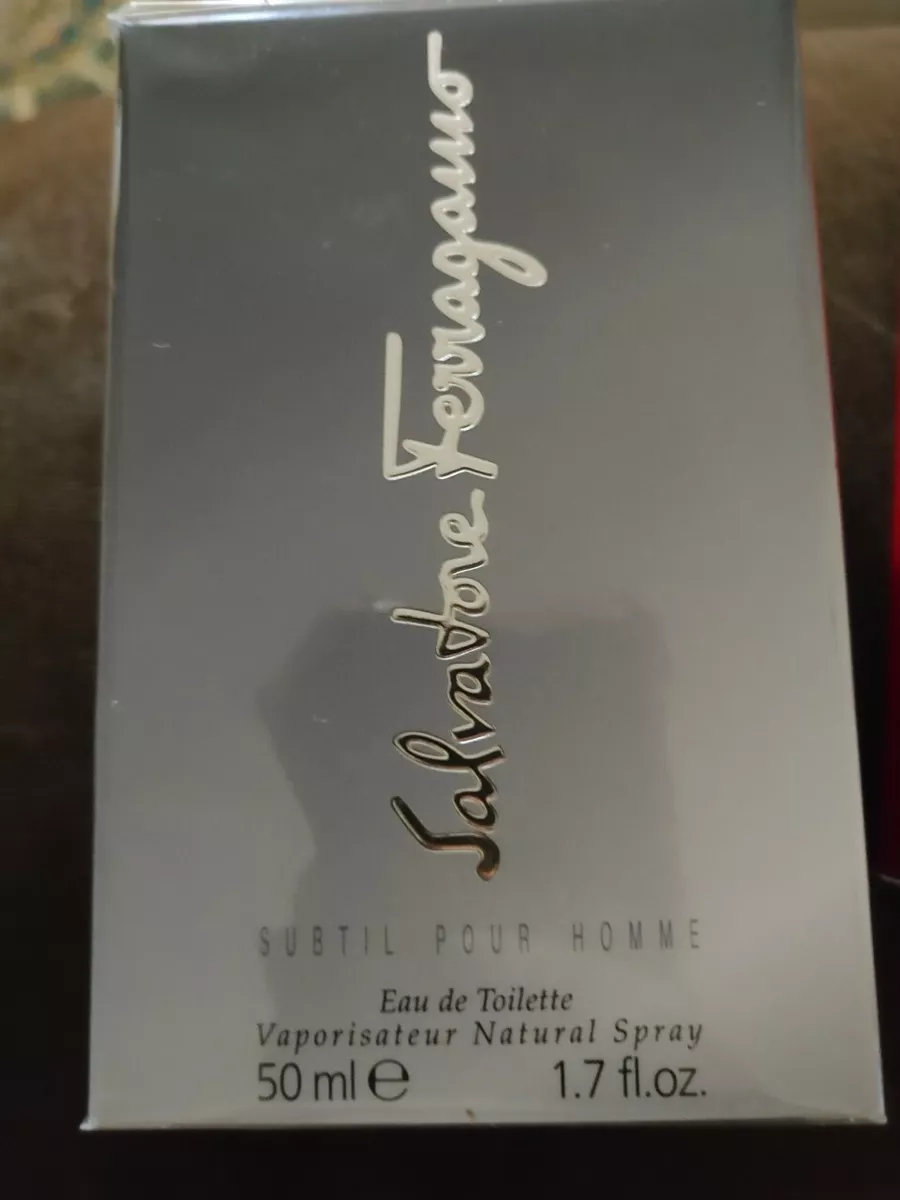 Salvatore Ferragamo
SUBTIL POUR HOMME
Eau de Toilette
Vaporisateur Natural Spray
50 ml ℮ 1.7 fl.oz.